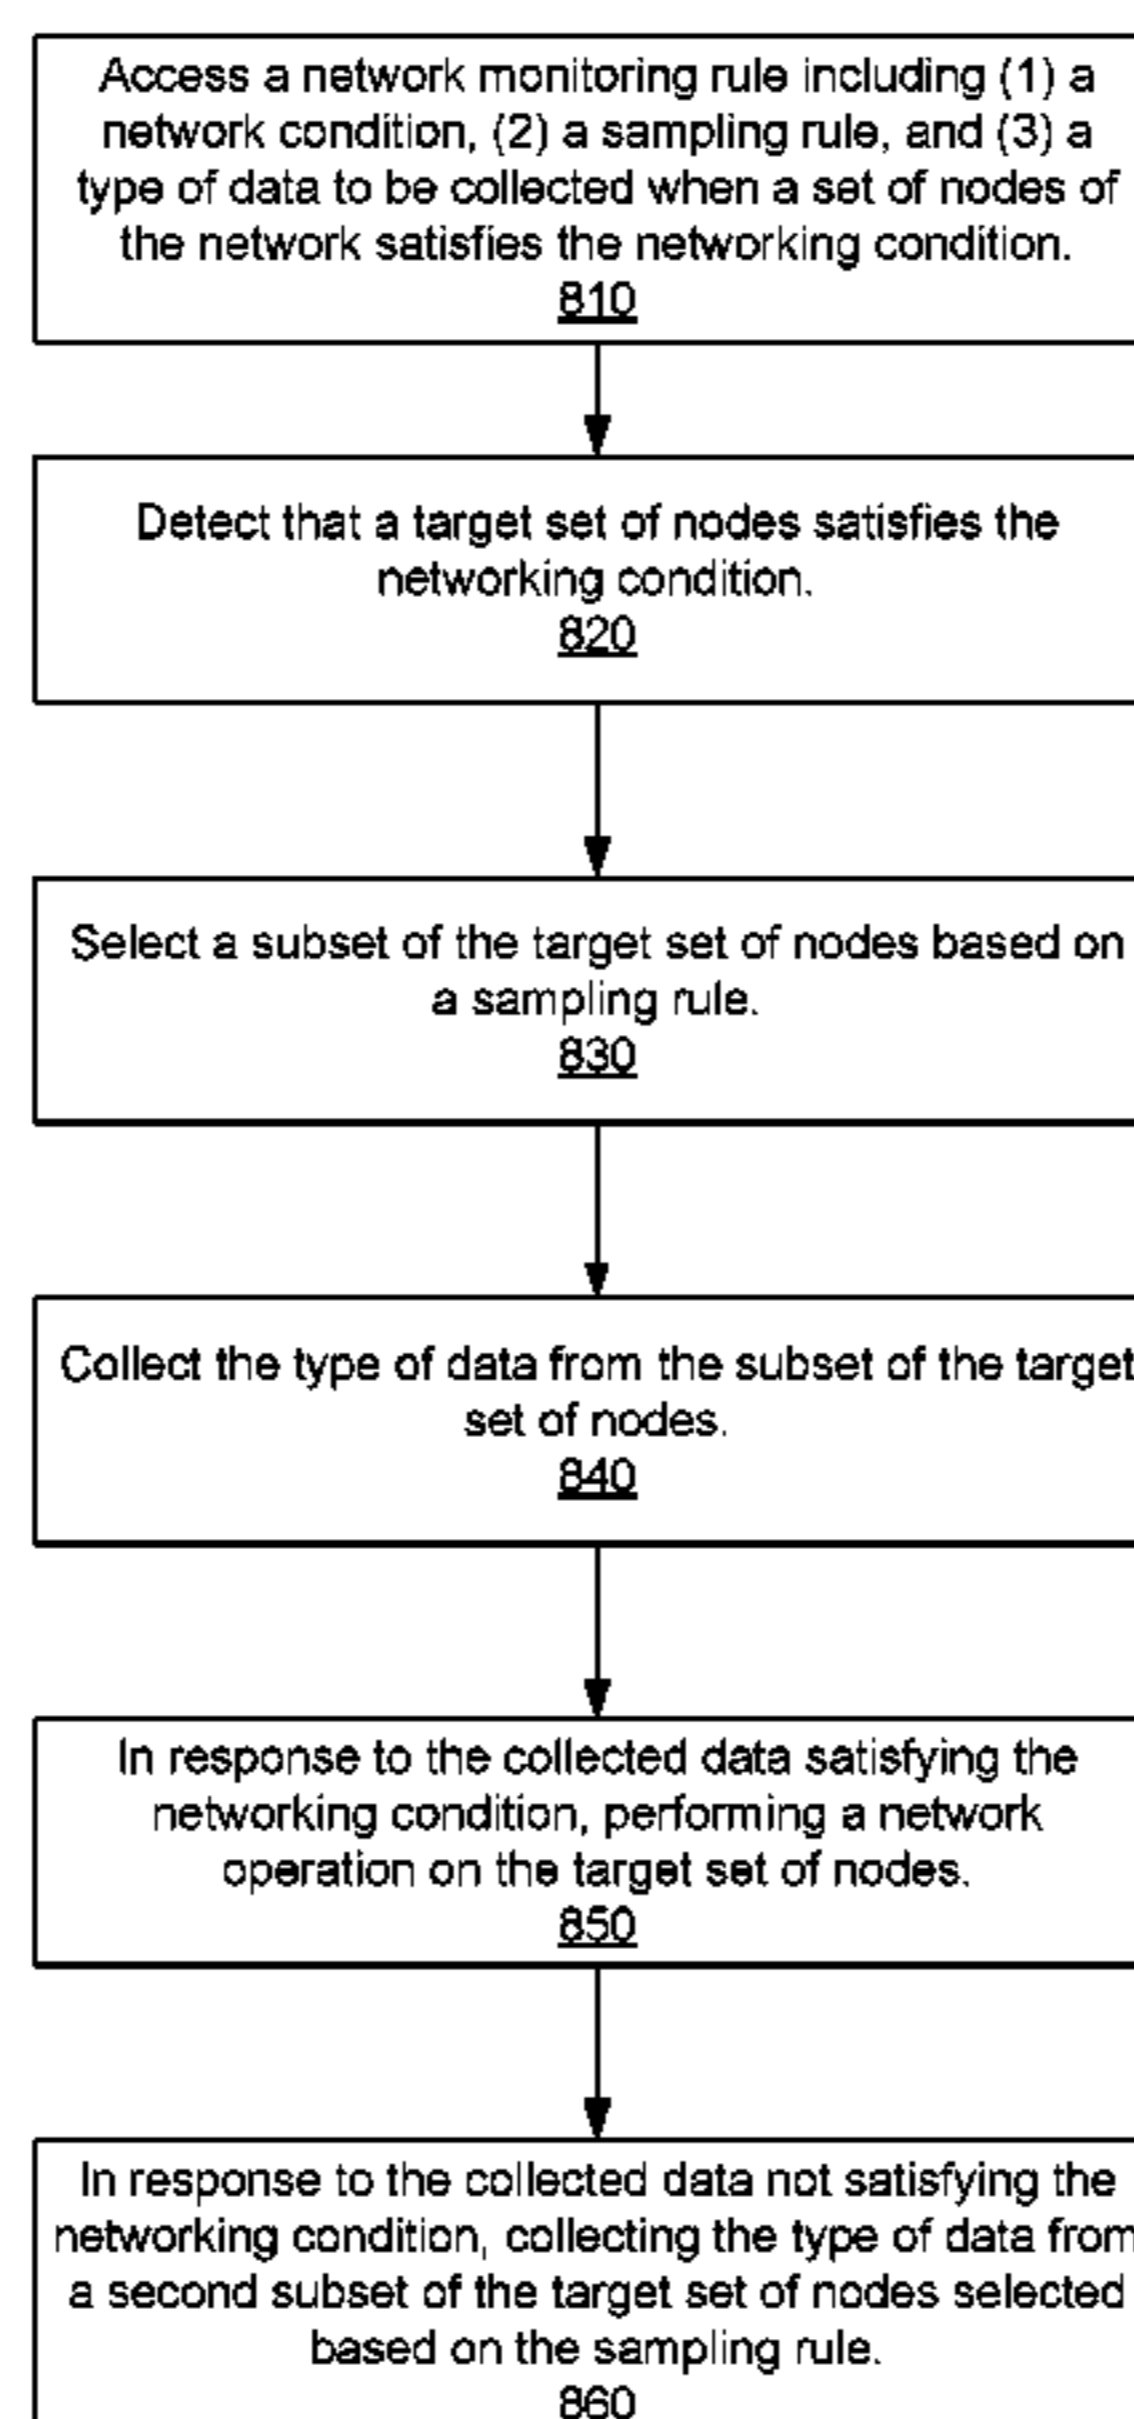 Access a network monitoring rule including (1) a
network condition, (2) a sampling rule, and (3) a
type of data to be collected when a set of nodes of
the network satisfies the networking condition.
810
Detect that a target set of nodes satisfies the
networking condition.
820
Select a subset of the target set of nodes based on
a sampling rule.
830
Collect the type of data from the subset of the target
set of nodes.
840
In response to the collected data satisfying the
networking condition, performing a network
operation on the target set of nodes.
850
In response to the collected data not satisfying the
networking condition, collecting the type of data from
a second subset of the target set of nodes selected
based on the sampling rule.
860